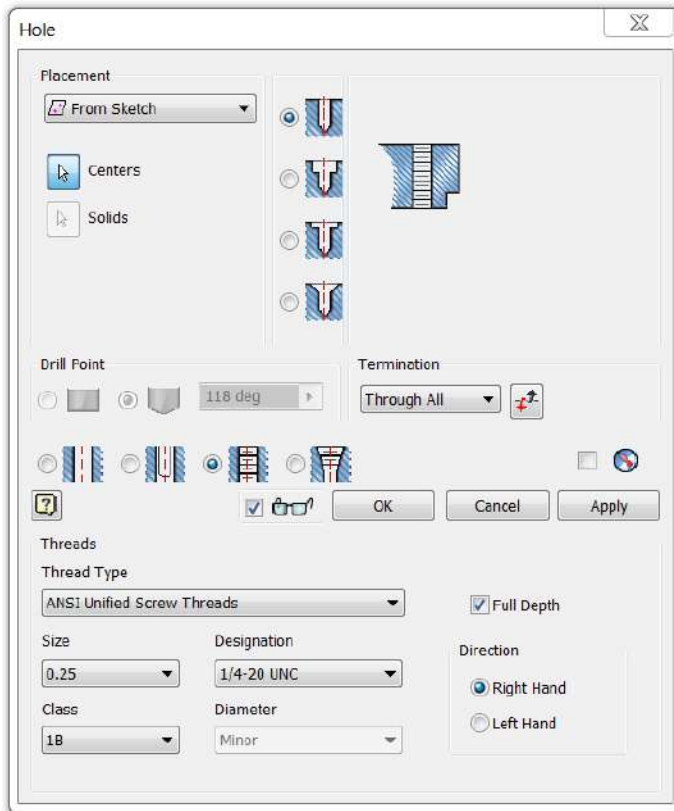 Hole
Placement
From Sketch
Centers
Solids
Drill Point
118 deg
Termination
Through All
OK
Cancel
Apply
Threads
Thread Type
ANSI Unified Screw Threads
Full Depth
Size
Designation
0.25
1/4-20 UNC
Direction
Right Hand
Left Hand
Class
Diameter
1B
Minor